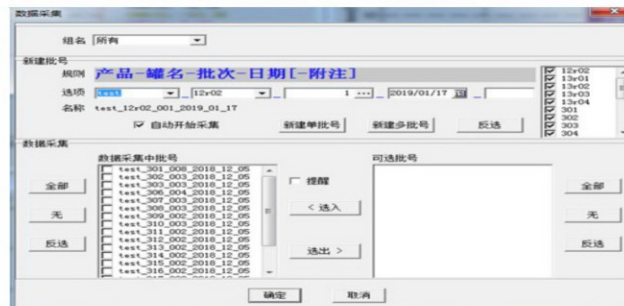 数据采集
组名 所有
新建批号
规则 产品-罐名-批次-日期[-附注]
选项 test _ 12r02 _ 1 ... _ 2019/01/17 _
名称 test_12r02_001_2019_01_17
自动开始采集 新建单批号 新建多批号 反选
12r02
13r01
13r02
13r03
13r04
301
302
303
304
数据采集
数据采集中批号
全部
无
反选
test_301_008_2018_12_05
test_302_003_2018_12_05
test_303_003_2018_12_05
test_306_004_2018_12_05
test_307_003_2018_12_05
test_308_003_2018_12_05
test_309_002_2018_12_05
test_310_003_2018_12_05
test_311_002_2018_12_05
test_312_002_2018_12_05
test_313_002_2018_12_05
test_314_002_2018_12_05
test_315_002_2018_12_05
test_316_002_2018_12_05
提醒
< 选入
选出 >
可选批号
全部
无
反选
确定 取消